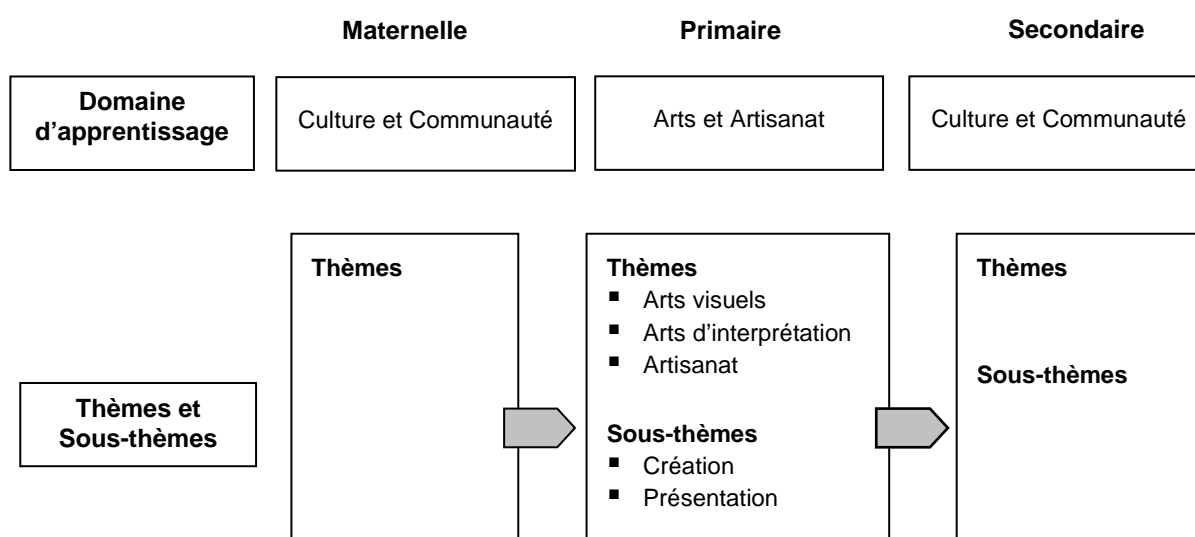 Maternelle Primaire Secondaire
Domaine
d'apprentissage
Culture et Communauté
Arts et Artisanat
Culture et Communauté
Thèmes et
Sous-thèmes
Thèmes
Thèmes
▪ Arts visuels
▪ Arts d'interprétation
▪ Artisanat
Sous-thèmes
▪ Création
▪ Présentation
Thèmes
Sous-thèmes